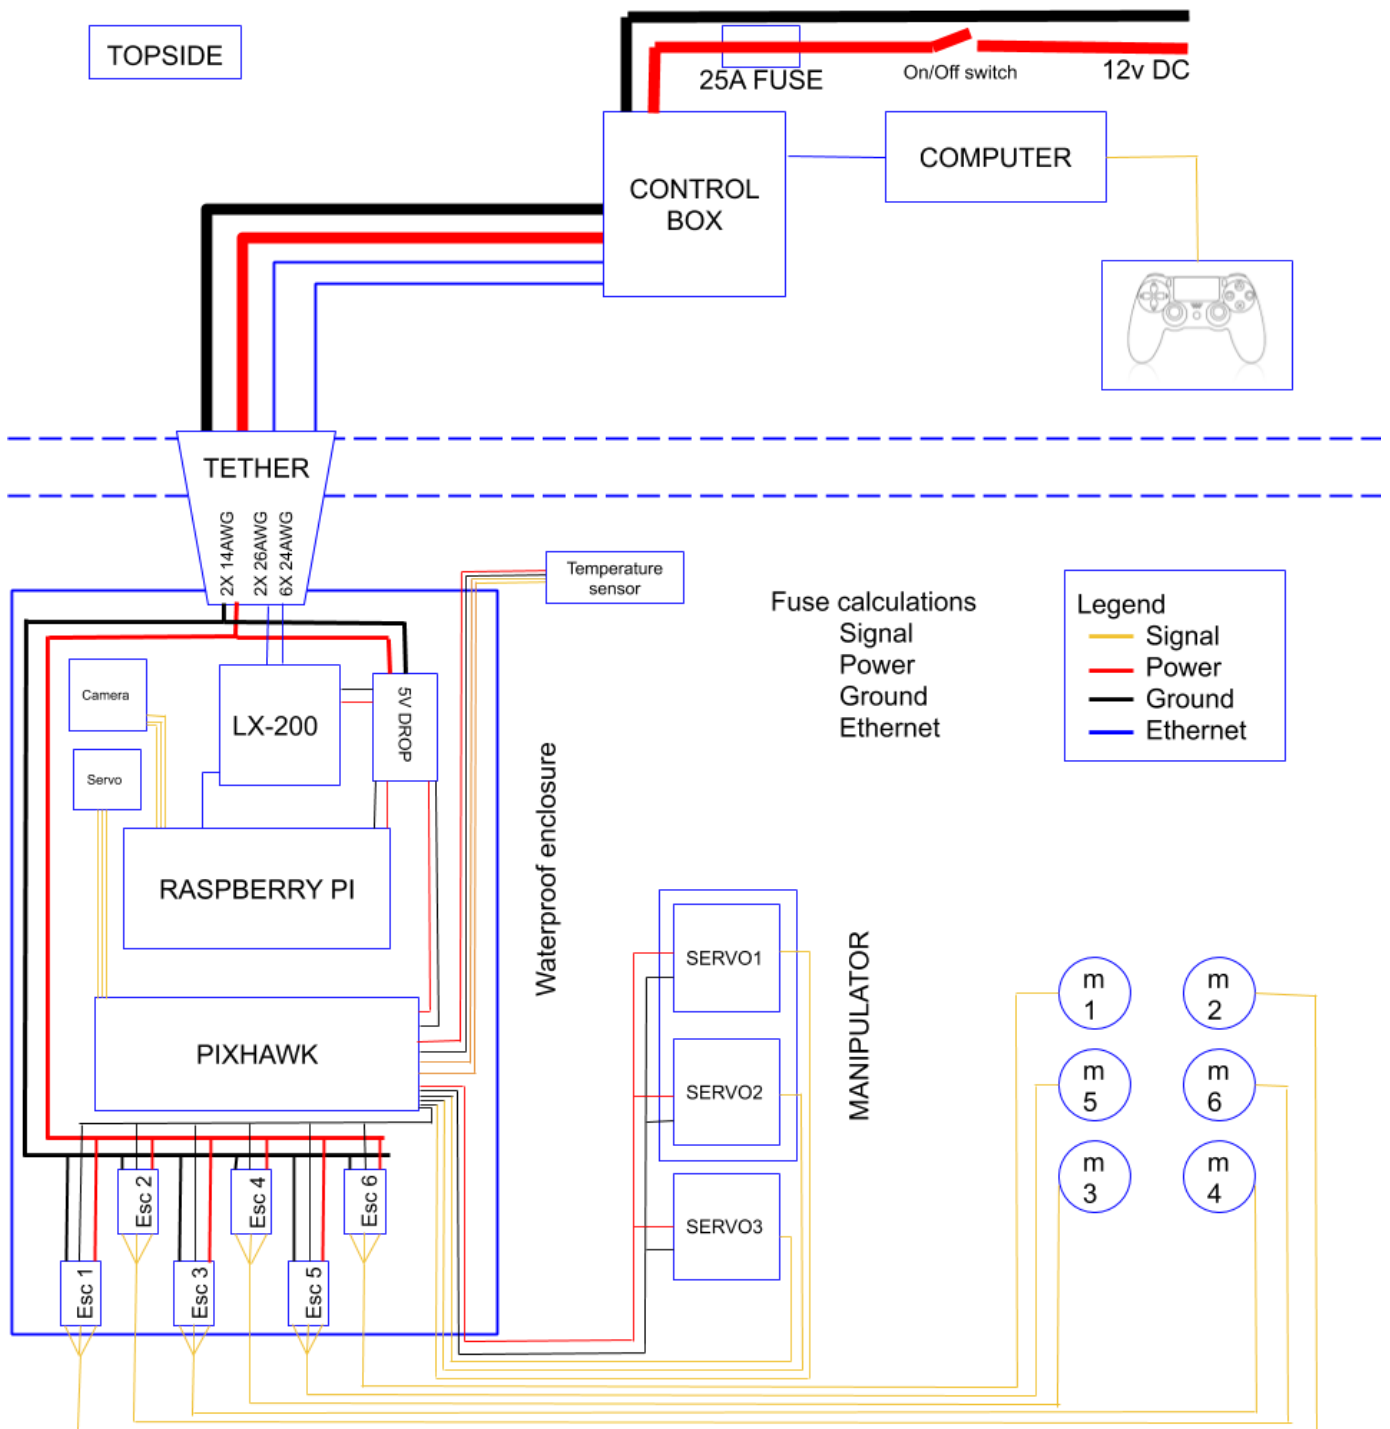 TOPSIDE
25A FUSE
On/Off switch
12v DC
CONTROL
BOX
COMPUTER
TETHER
2X 14AWG
2X 26AWG
6X 24AWG
Temperature
sensor
Fuse calculations
Signal
Power
Ground
Ethernet
Legend
Signal
Power
Ground
Ethernet
Camera
LX-200
5V DROP
Servo
Waterproof enclosure
RASPBERRY PI
PIXHAWK
SERVO1
SERVO2
SERVO3
MANIPULATOR
m
1
m
2
m
5
m
6
m
3
m
4
Esc 1
Esc 2
Esc 3
Esc 4
Esc 5
Esc 6